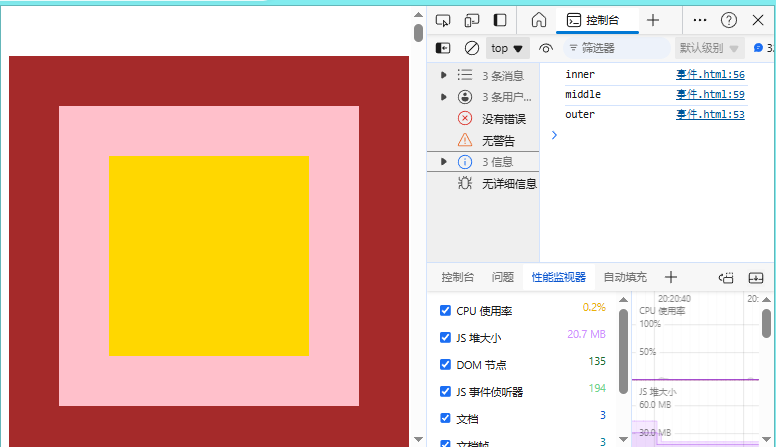 控制台
top
筛选器
默认级别
3 条消息
3 条用户...
没有错误
无警告
3 信息
无详细信息
inner 事件.html:56
middle 事件.html:59
outer 事件.html:53
控制台 问题 性能监视器 自动填充
CPU 使用率 0.2%
JS 堆大小 20.7 MB
DOM 节点 135
JS 事件侦听器 194
文档 3
文档帧 3
20:20:40 20:
CPU 使用率
100%
50%
JS 堆大小
60.0 MB
30.0 MB